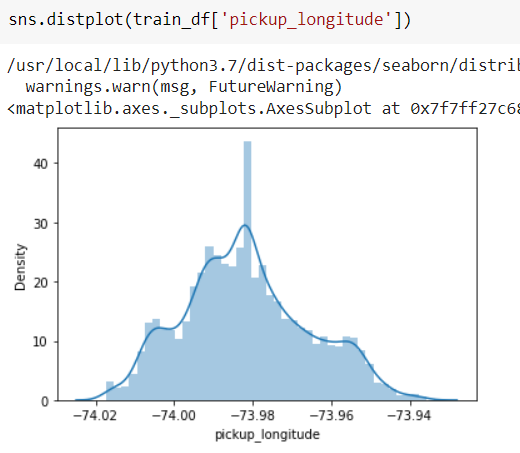 sns.distplot(train_df['pickup_longitude'])
/usr/local/lib/python3.7/dist-packages/seaborn/distrib
warnings.warn(msg, FutureWarning)
<matplotlib.axes._subplots.AxesSubplot at 0x7f7ff27c68
40
30
20
10
0
Density
−74.02 −74.00 −73.98 −73.96 −73.94
pickup_longitude